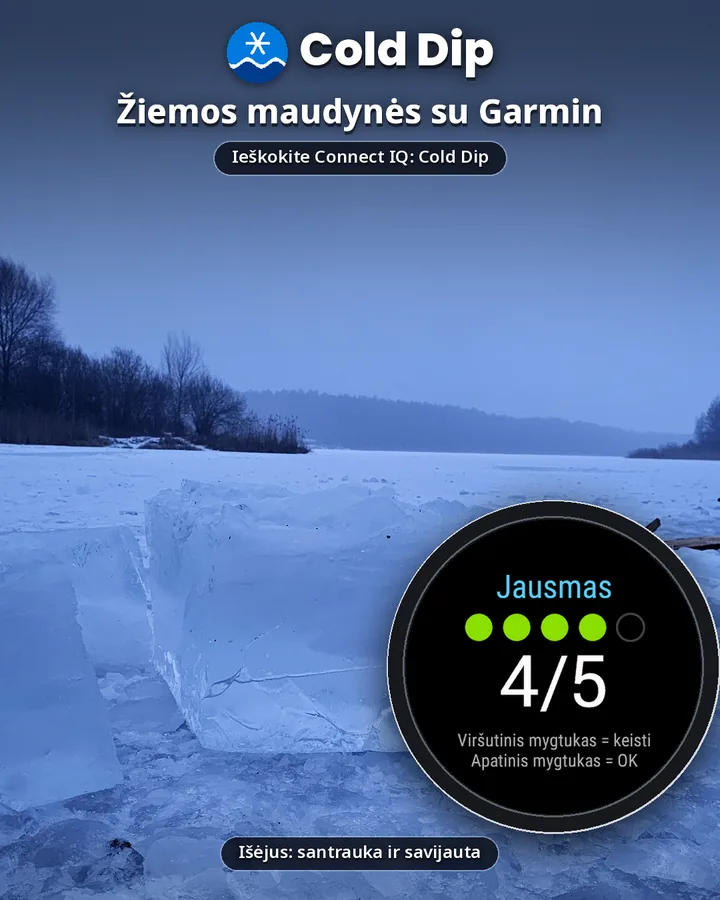 Cold Dip
Žiemos maudynės su Garmin
Ieškokite Connect IQ: Cold Dip
Jausmas
4/5
Viršutinis mygtukas = keisti
Apatinis mygtukas = OK
Išėjus: santrauka ir savijauta